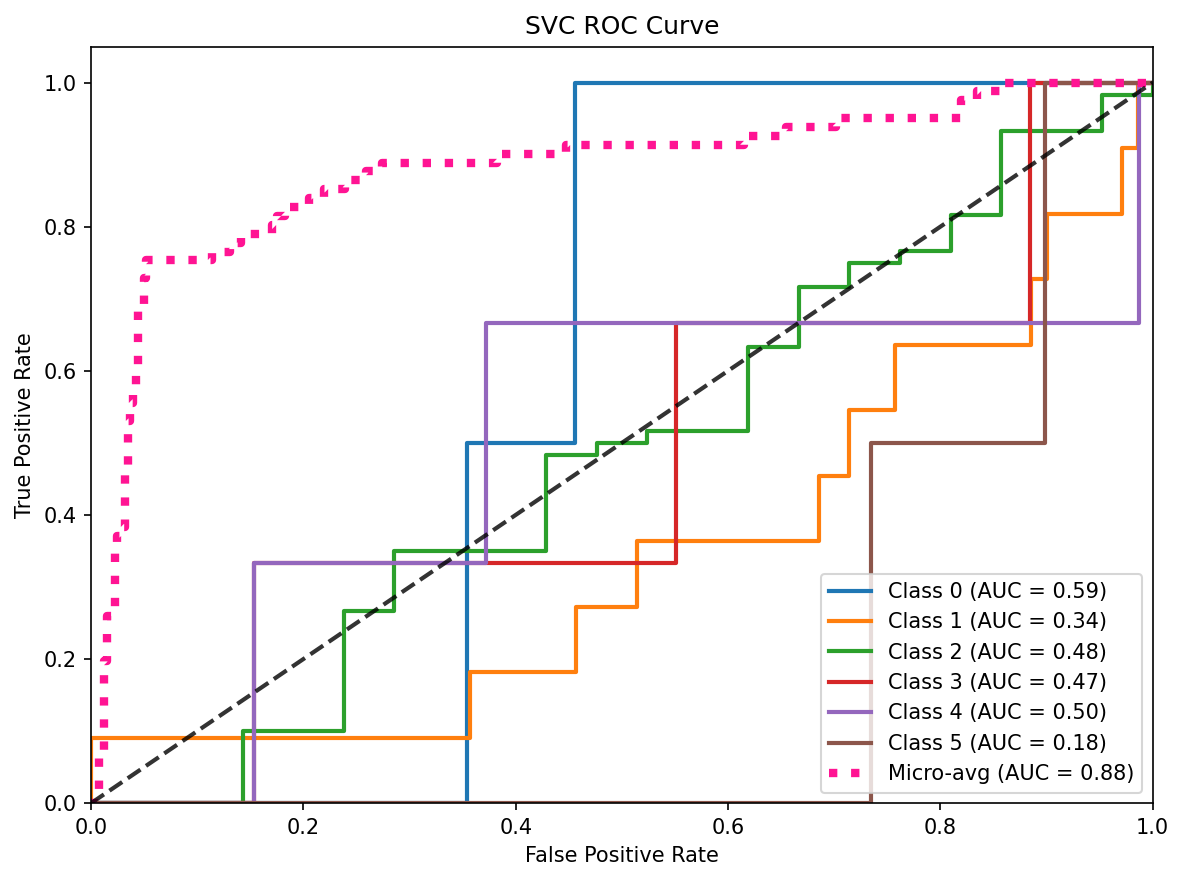 SVC ROC Curve
True Positive Rate
1.0
0.8
0.6
0.4
0.2
0.0
0.0 0.2 0.4 0.6 0.8 1.0
False Positive Rate
Class 0 (AUC = 0.59)
Class 1 (AUC = 0.34)
Class 2 (AUC = 0.48)
Class 3 (AUC = 0.47)
Class 4 (AUC = 0.50)
Class 5 (AUC = 0.18)
Micro-avg (AUC = 0.88)